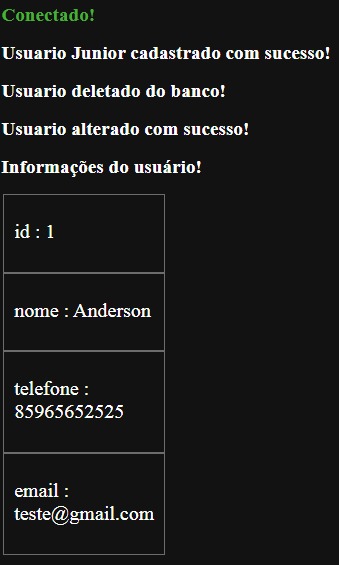 Conectado!
Usuario Junior cadastrado com sucesso!
Usuario deletado do banco!
Usuario alterado com sucesso!
Informações do usuário!
id : 1
nome : Anderson
telefone :
85965652525
email :
teste@gmail.com